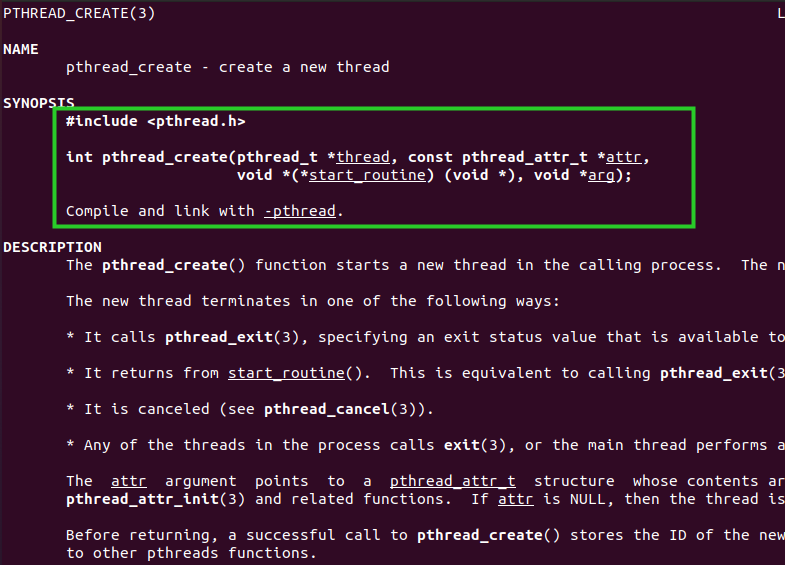 PTHREAD_CREATE(3)
NAME
pthread_create - create a new thread
SYNOPSIS
#include <pthread.h>
int pthread_create(pthread_t *thread, const pthread_attr_t *attr,
void *(*start_routine) (void *), void *arg);
Compile and link with -pthread.
DESCRIPTION
The pthread_create() function starts a new thread in the calling process.  The n
The new thread terminates in one of the following ways:
* It calls pthread_exit(3), specifying an exit status value that is available to
* It returns from start_routine().  This is equivalent to calling pthread_exit(3
* It is canceled (see pthread_cancel(3)).
* Any of the threads in the process calls exit(3), or the main thread performs a
The  attr  argument  points  to  a  pthread_attr_t  structure  whose contents ar
pthread_attr_init(3) and related functions.  If attr is NULL, then the thread is
Before returning, a successful call to pthread_create() stores the ID of the new
to other pthreads functions.